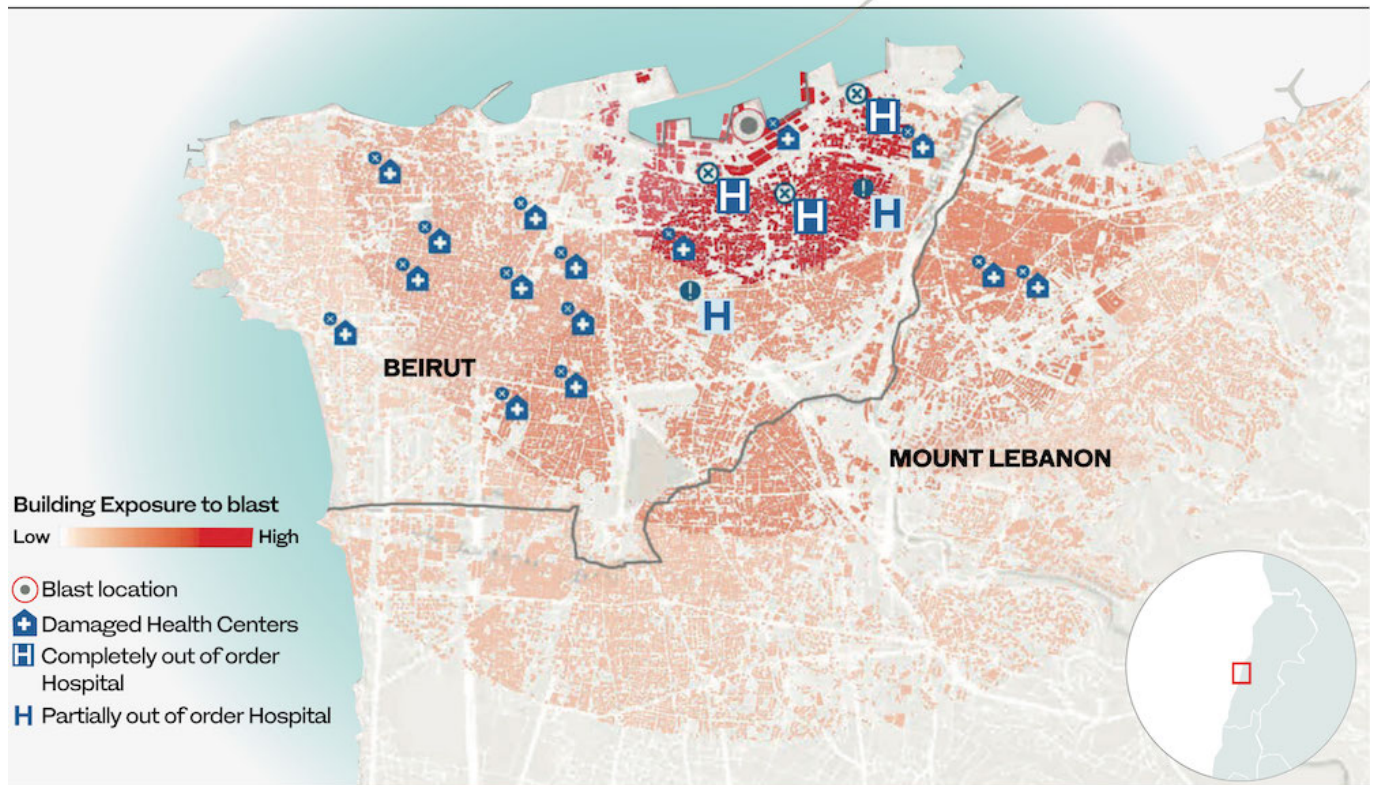 BEIRUT
MOUNT LEBANON
Building Exposure to blast
Low High
Blast location
Damaged Health Centers
H Completely out of order
Hospital
H Partially out of order Hospital
H
H
H
H
H